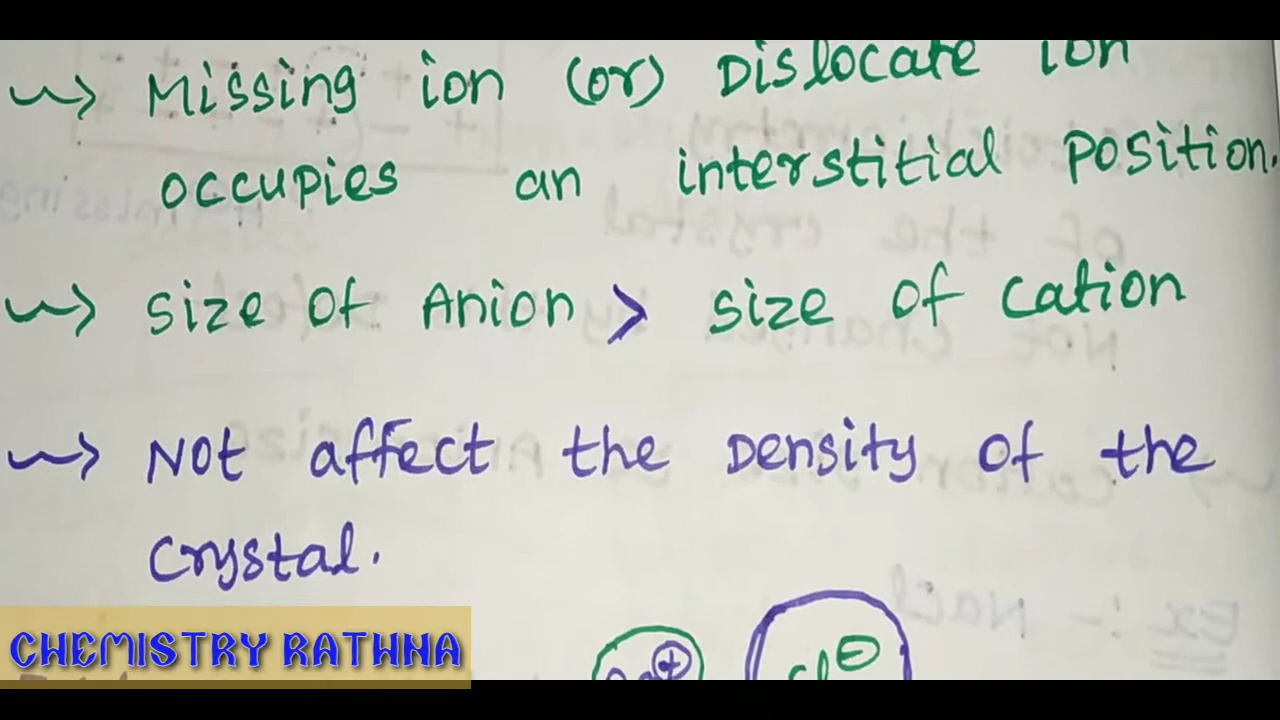 Missing ion (or) Dislocate ion
occupies an interstitial position.
size of Anion > size of cation
Not affect the Density of the
crystal.
CHEMISTRY RATHNA
+
cl -